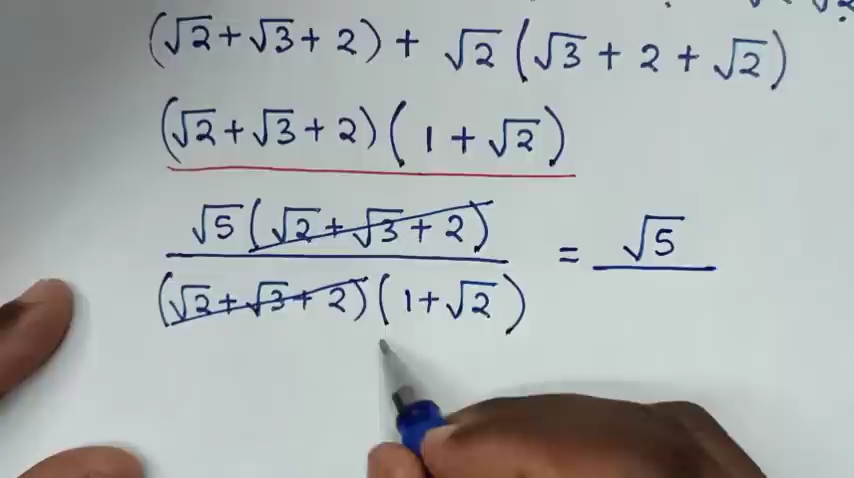 (√2 + √3 + 2) + √2 (√3 + 2 + √2)
(√2 + √3 + 2) (1 + √2)
√5 (√2 + √3 + 2) / (√2 + √3 + 2) (1 + √2) = √5